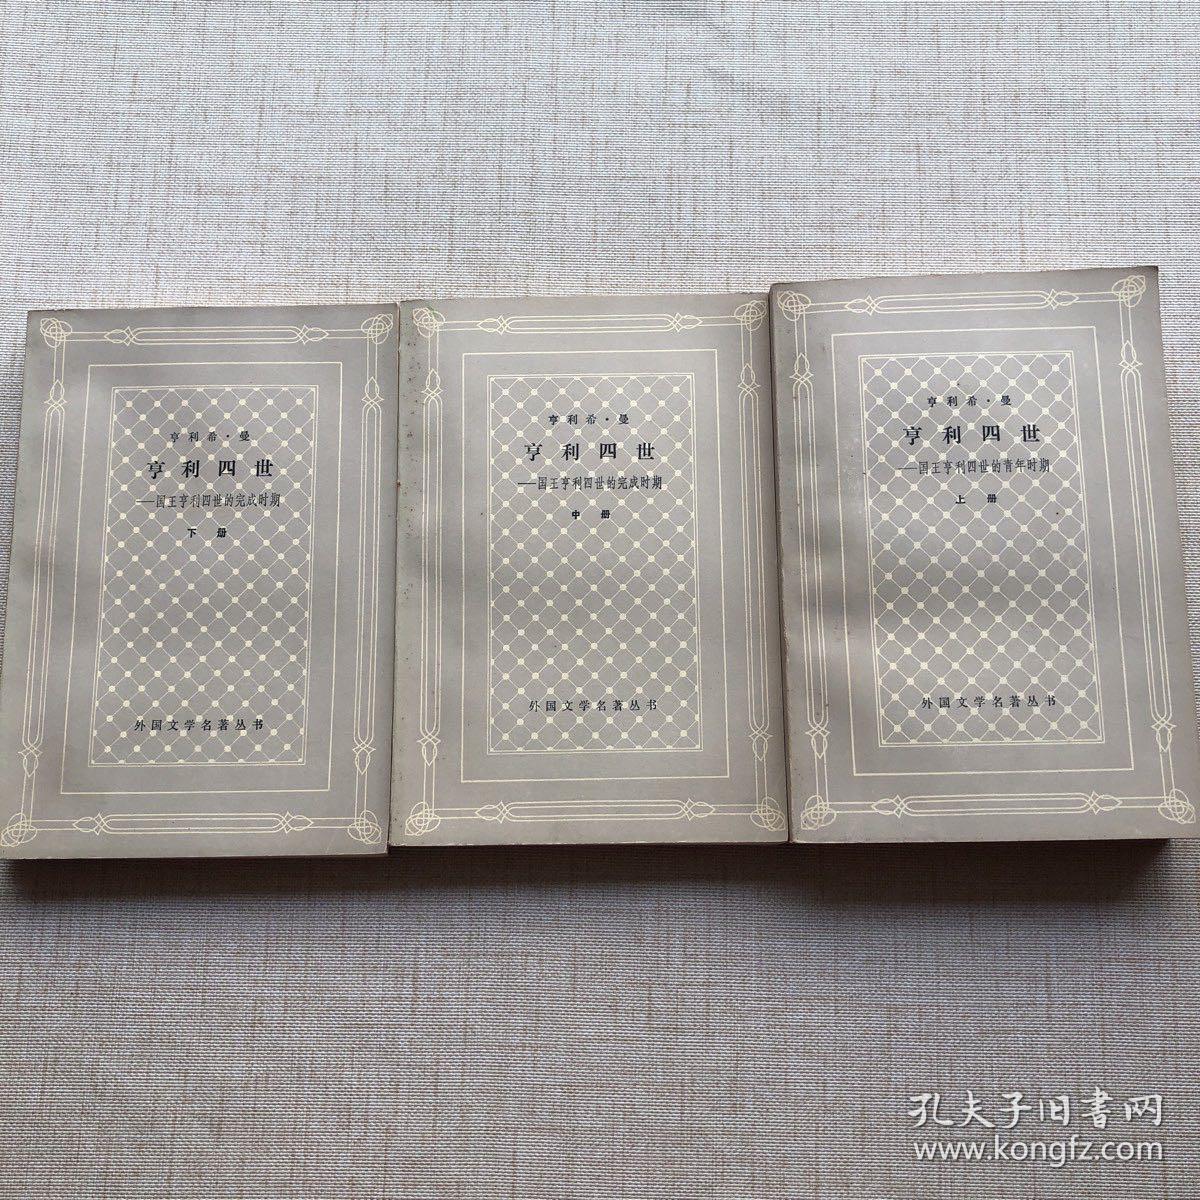 亨利希·曼
亨利四世
——国王亨利四世的完成时期
下册
外国文学名著丛书
亨利希·曼
亨利四世
——国王亨利四世的完成时期
中册
外国文学名著丛书
亨利希·曼
亨利四世
——国王亨利四世的青年时期
上册
外国文学名著丛书
孔夫子旧書网
www.kongfz.com